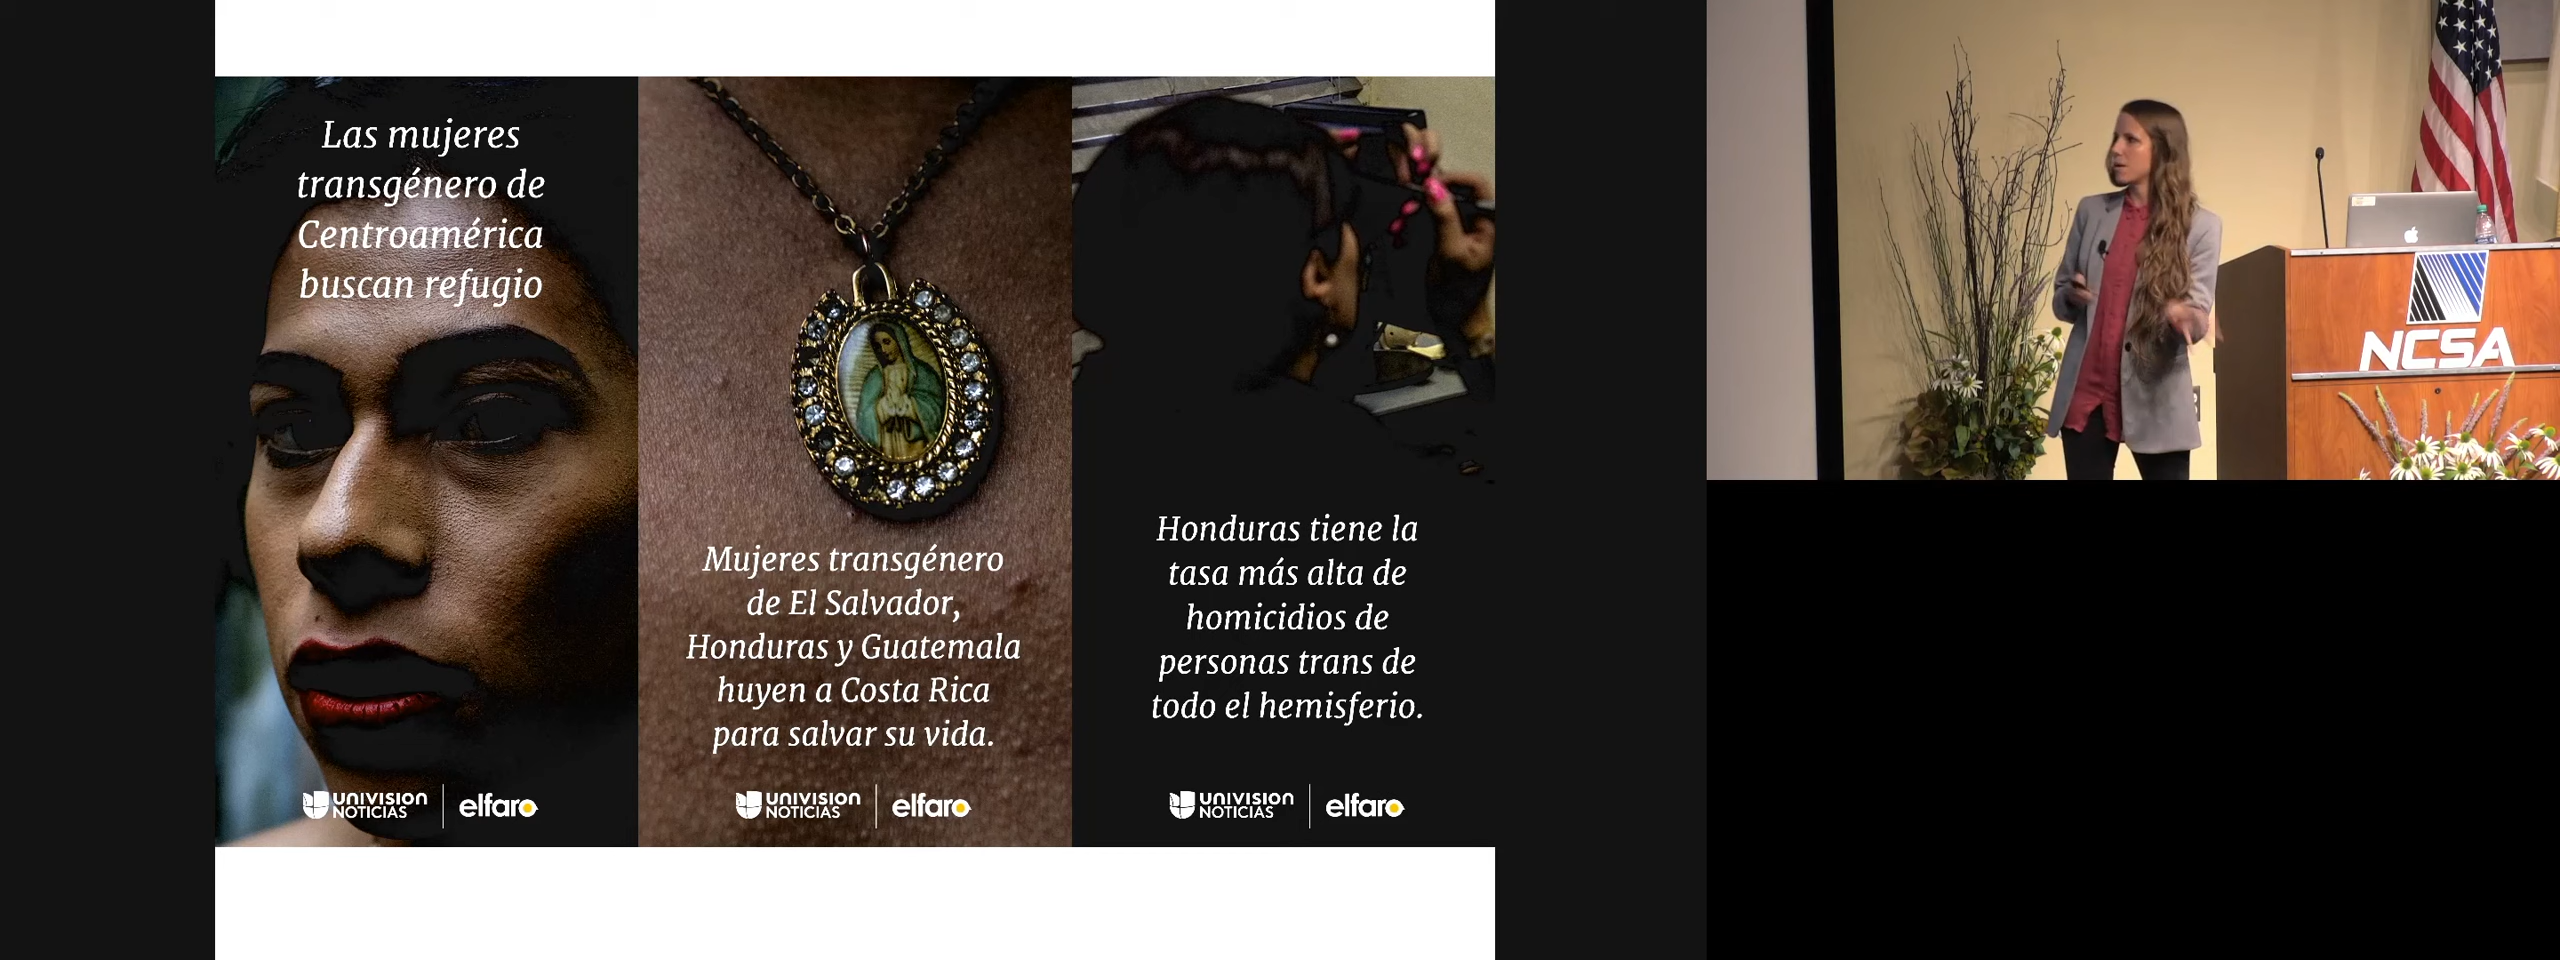 Las mujeres
transgénero de
Centroamérica
buscan refugio
UNIVISION
NOTICIAS
elfaro
Mujeres transgénero
de El Salvador,
Honduras y Guatemala
huyen a Costa Rica
para salvar su vida.
UNIVISION
NOTICIAS
elfaro
Honduras tiene la
tasa más alta de
homicidios de
personas trans de
todo el hemisferio.
UNIVISION
NOTICIAS
elfaro
NCSA